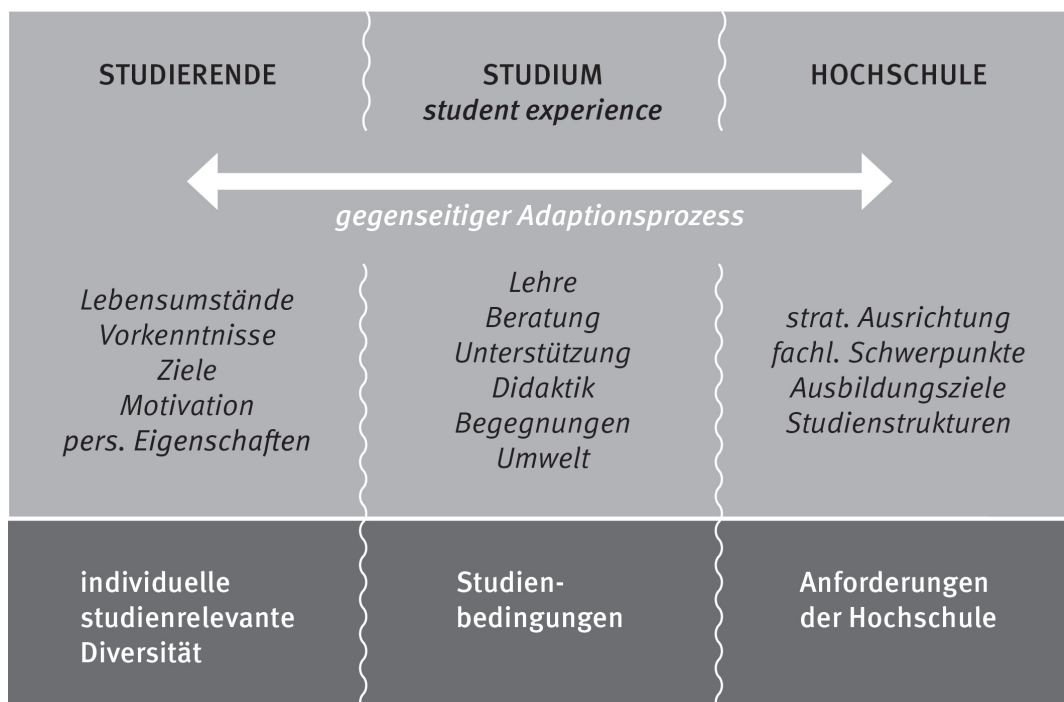 STUDIERENDE
STUDIUM
student experience
HOCHSCHULE
gegenseitiger Adaptionsprozess
Lebensumstände
Vorkenntnisse
Ziele
Motivation
pers. Eigenschaften
Lehre
Beratung
Unterstützung
Didaktik
Begegnungen
Umwelt
strat. Ausrichtung
fachl. Schwerpunkte
Ausbildungsziele
Studienstrukturen
individuelle
studienrelevante
Diversität
Studien-
bedingungen
Anforderungen
der Hochschule